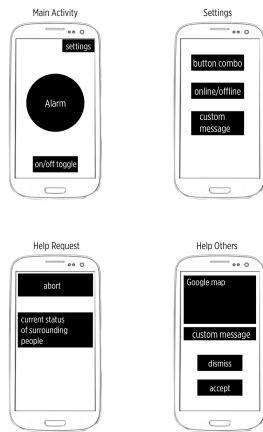 Main Activity
settings
Alarm
on/off toggle
Settings
button combo
online/offline
custom
message
Help Request
abort
current status
of surrounding
people
Help Others
Google map
custom message
dismiss
accept